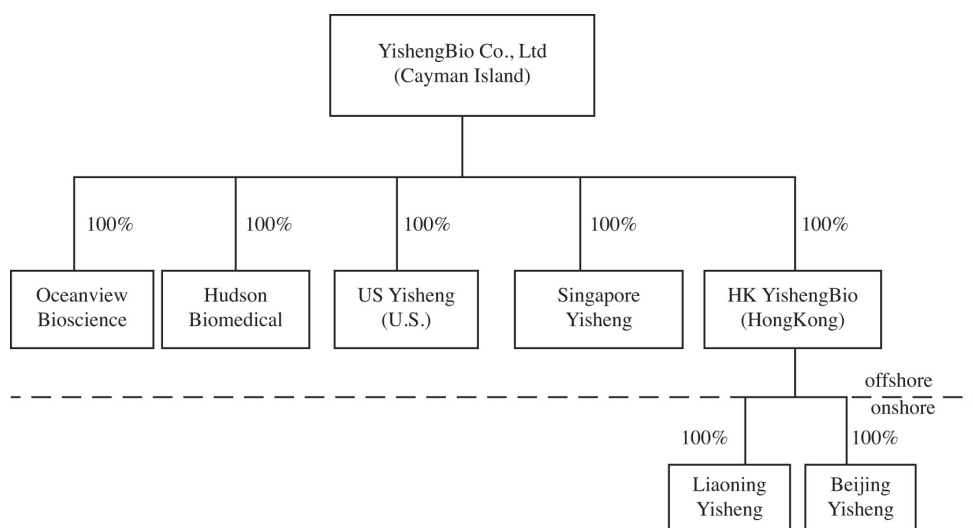 YishengBio Co., Ltd
(Cayman Island)
100%
100%
100%
100%
100%
Oceanview
Bioscience
Hudson
Biomedical
US Yisheng
(U.S.)
Singapore
Yisheng
HK YishengBio
(HongKong)
offshore
onshore
100%
100%
Liaoning
Yisheng
Beijing
Yisheng